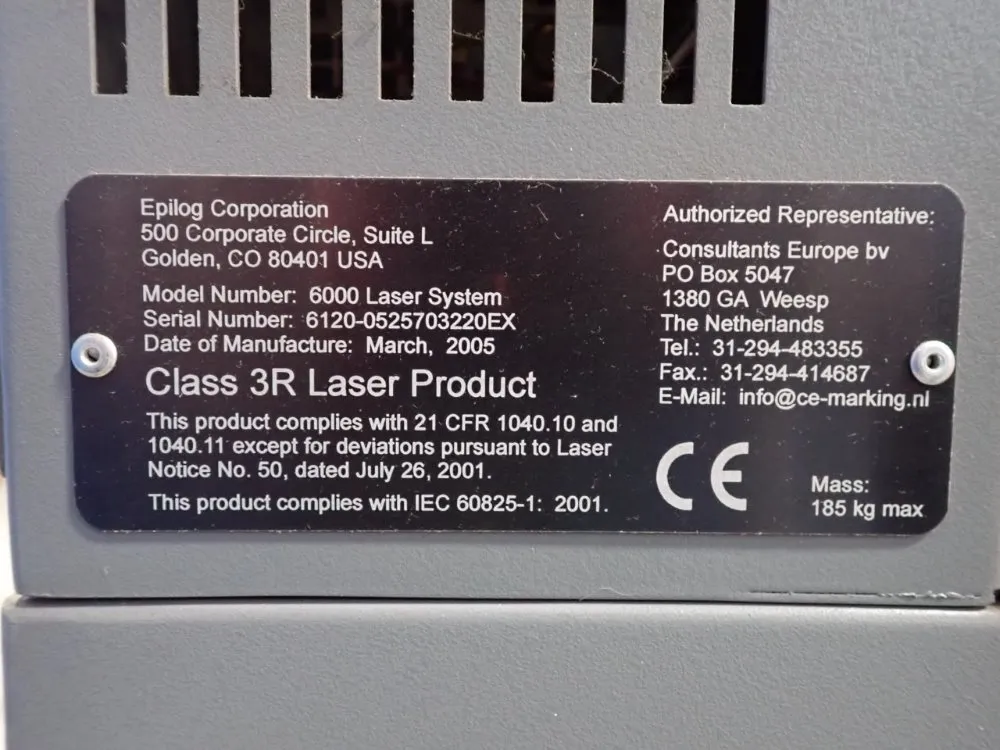 Epilog Corporation
500 Corporate Circle, Suite L
Golden, CO 80401 USA
Model Number: 6000 Laser System
Serial Number: 6120-0525703220EX
Date of Manufacture: March, 2005
Class 3R Laser Product
This product complies with 21 CFR 1040.10 and
1040.11 except for deviations pursuant to Laser
Notice No. 50, dated July 26, 2001.
This product complies with IEC 60825-1: 2001.
Authorized Representative:
Consultants Europe bv
PO Box 5047
1380 GA Weesp
The Netherlands
Tel.: 31-294-483355
Fax.: 31-294-414687
E-Mail: info@ce-marking.nl
CE
Mass:
185 kg max